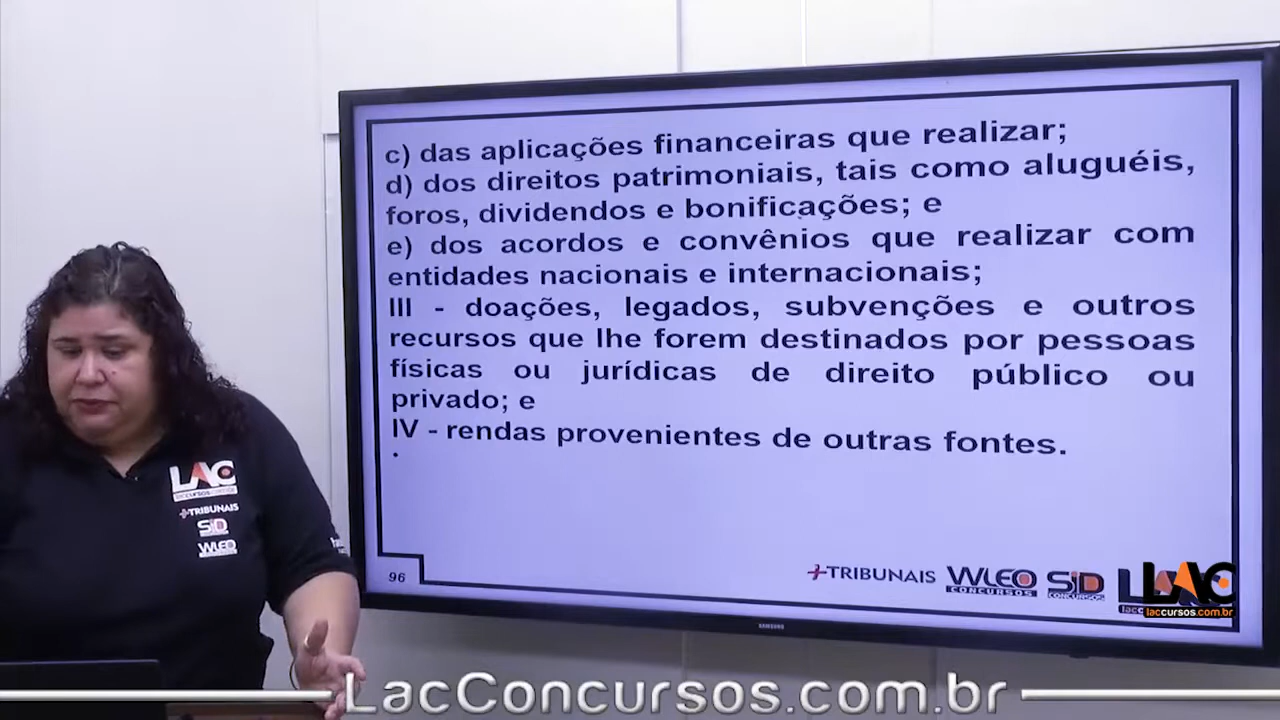 c) das aplicações financeiras que realizar;
d) dos direitos patrimoniais, tais como aluguéis,
foros, dividendos e bonificações; e
e) dos acordos e convênios que realizar com
entidades nacionais e internacionais;
III - doações, legados, subvenções e outros
recursos que lhe forem destinados por pessoas
físicas ou jurídicas de direito público ou
privado; e
IV - rendas provenientes de outras fontes.
.
96
+TRIBUNAIS
WLEO
CONCURSOS
SID
CONCURSOS
LAC
laccursos.com.br
LAC
+TRIBUNAIS
SID
WLEO
LacConcursos.com.br
SAMSUNG